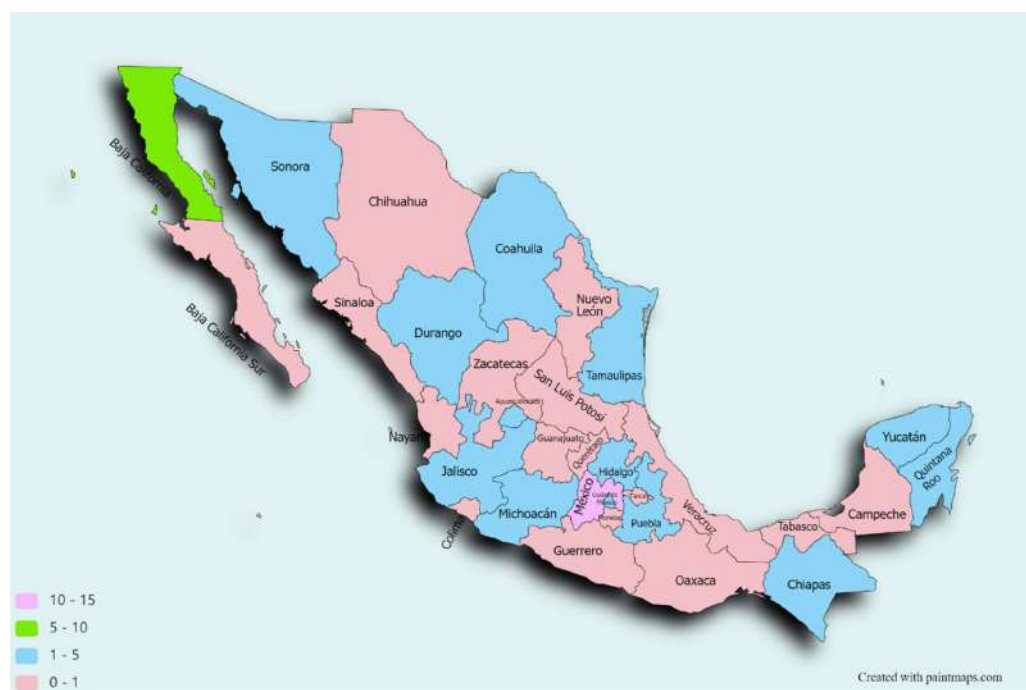 Baja California
Sonora
Chihuahua
Coahuila
Nuevo
León
Sinaloa
Durango
Baja California Sur
Zacatecas
Tamaulipas
San Luis Potosí
Aguascalientes
Nayarit
Guanajuato
Querétaro
Hidalgo
Jalisco
México
Michoacán
Puebla
Veracruz
Colima
Guerrero
Oaxaca
Tabasco
Campeche
Yucatán
Quintana
Roo
Chiapas
10 - 15
5 - 10
1 - 5
0 - 1
Created with paintmaps.com